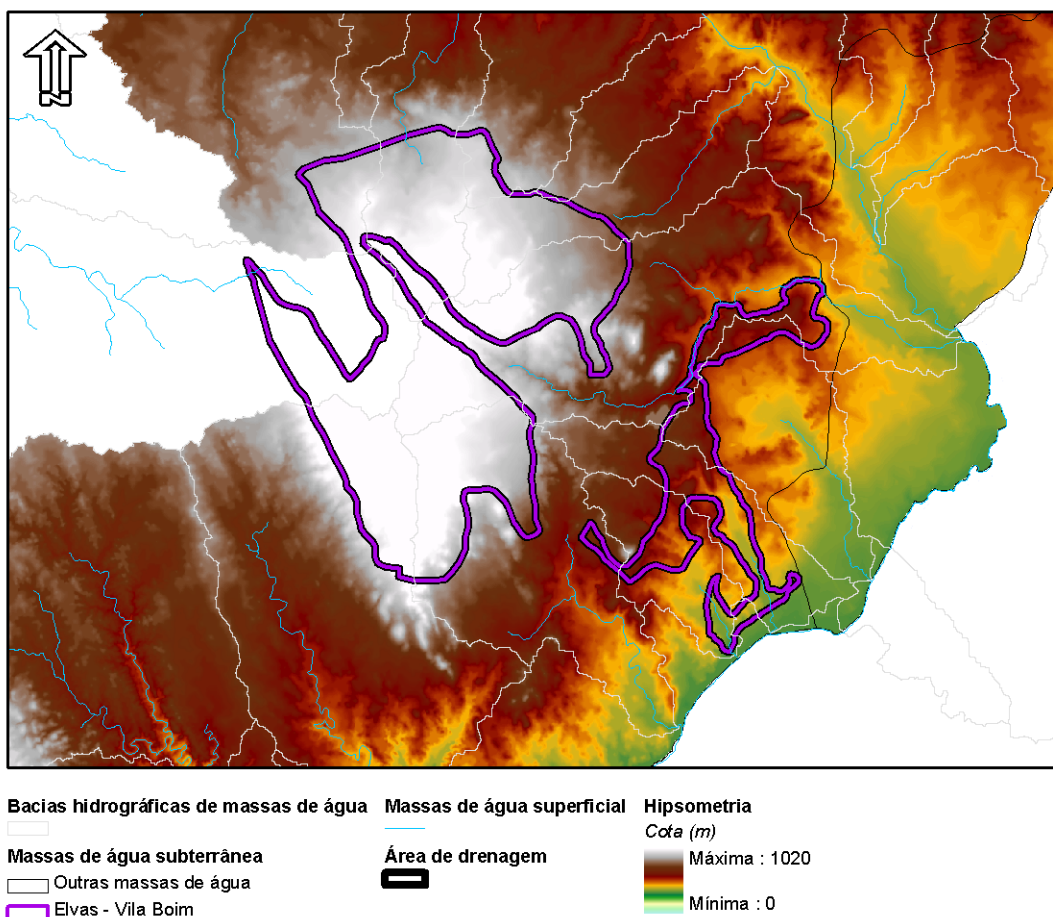 N
Bacias hidrográficas de massas de água
Massas de água subterrânea
Outras massas de água
Elvas - Vila Boim
Massas de água superficial
Área de drenagem
Hipsometria
Cota (m)
Máxima : 1020
Mínima : 0